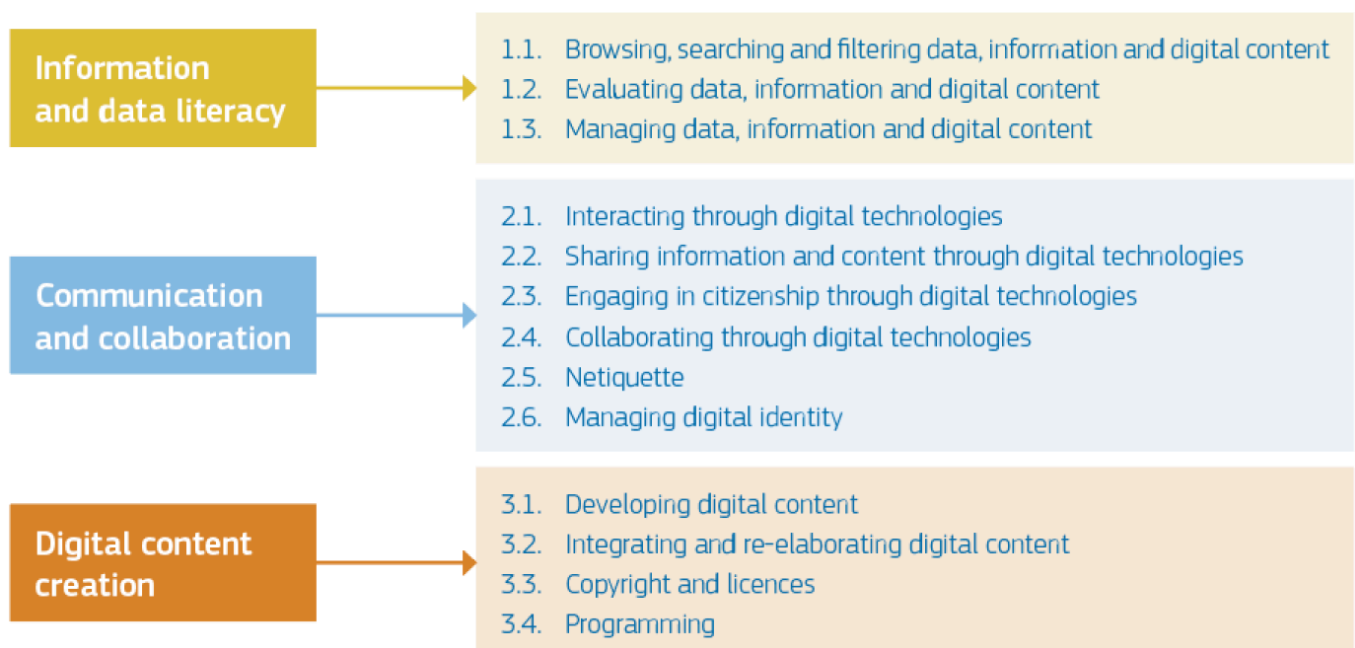 Information
and data literacy
1.1. Browsing, searching and filtering data, information and digital content
1.2. Evaluating data, information and digital content
1.3. Managing data, information and digital content
Communication
and collaboration
2.1. Interacting through digital technologies
2.2. Sharing information and content through digital technologies
2.3. Engaging in citizenship through digital technologies
2.4. Collaborating through digital technologies
2.5. Netiquette
2.6. Managing digital identity
Digital content
creation
3.1. Developing digital content
3.2. Integrating and re-elaborating digital content
3.3. Copyright and licences
3.4. Programming